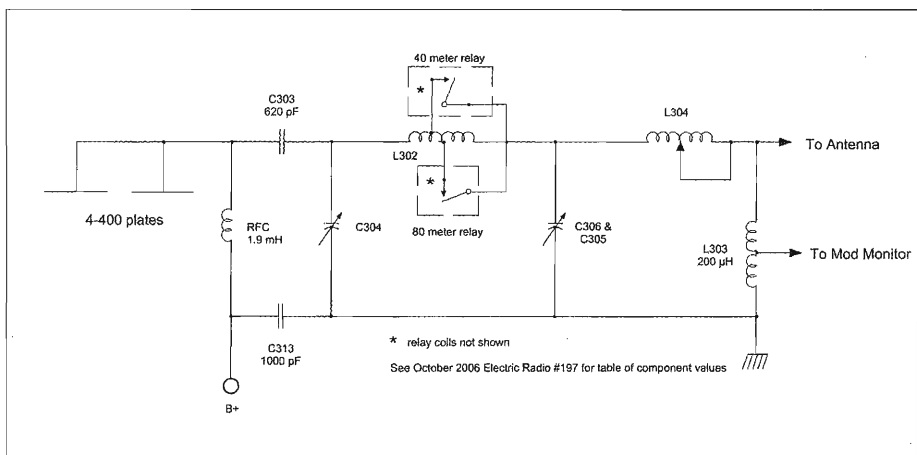 40 meter relay
C303
620 pF
*
L304
To Antenna
L302
*
4-400 plates
RFC
1.9 mH
C304
80 meter relay
C306 &
C305
L303
200 µH
To Mod Monitor
C313
1000 pF
* relay coils not shown
See October 2006 Electric Radio #197 for table of component values
B+